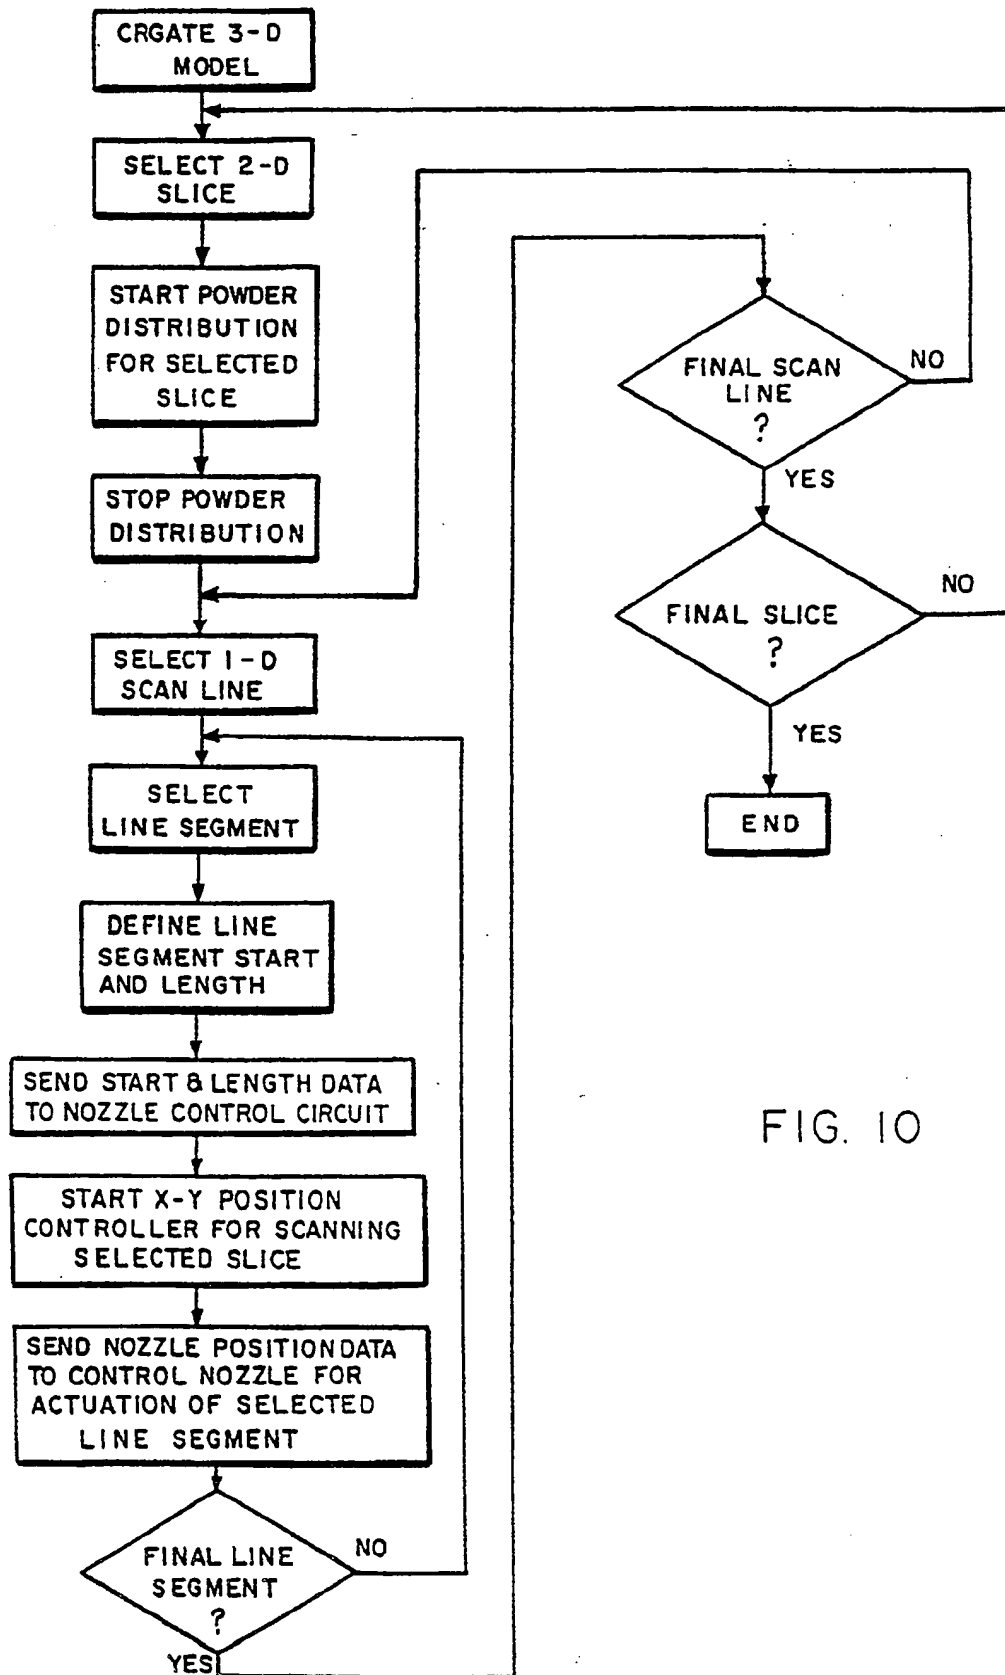 CRGATE 3-D
MODEL
SELECT 2-D
SLICE
START POWDER
DISTRIBUTION
FOR SELECTED
SLICE
STOP POWDER
DISTRIBUTION
SELECT 1-D
SCAN LINE
SELECT
LINE SEGMENT
DEFINE LINE
SEGMENT START
AND LENGTH
SEND START & LENGTH DATA
TO NOZZLE CONTROL CIRCUIT
START X-Y POSITION
CONTROLLER FOR SCANNING
SELECTED SLICE
SEND NOZZLE POSITION DATA
TO CONTROL NOZZLE FOR
ACTUATION OF SELECTED
LINE SEGMENT
FINAL LINE
SEGMENT
?
NO
YES
FINAL SCAN
LINE
?
NO
YES
FINAL SLICE
?
NO
YES
END
FIG. 10